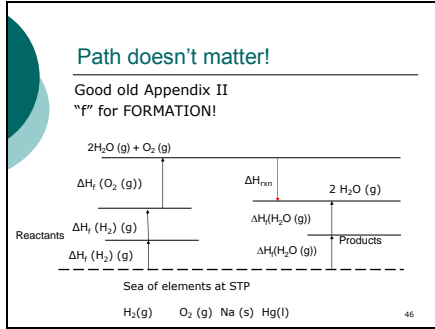 Path doesn't matter!
Good old Appendix II
"f" for FORMATION!
2H₂O (g) + O₂ (g)
ΔHf (O₂ (g))
ΔHrxn
2 H₂O (g)
Reactants
ΔHf (H₂) (g)
ΔHf(H₂O (g))
Products
ΔHf (H₂) (g)
ΔHf(H₂O (g))
Sea of elements at STP
H₂(g) O₂ (g) Na (s) Hg(l)
46